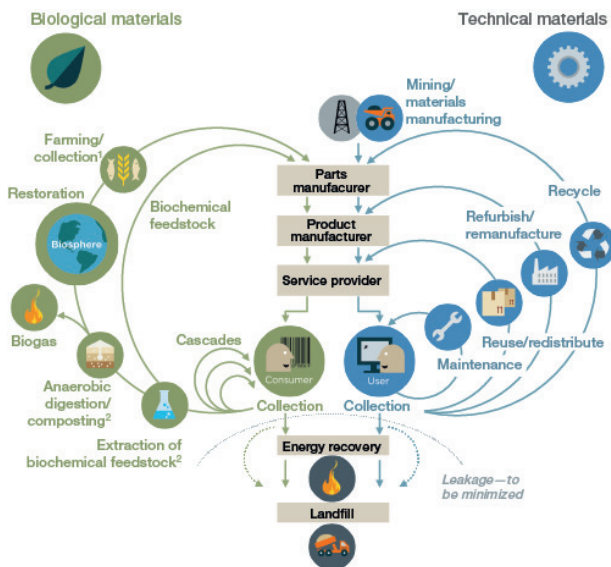 Biological materials
Technical materials
Mining/
materials
manufacturing
Farming/
collection¹
Parts
manufacurer
Recycle
Restoration
Biochemical
feedstock
Refurbish/
remanufacture
Product
manufacturer
Biosphere
Service provider
Biogas
Cascades
Reuse/redistribute
Maintenance
Consumer
User
Anaerobic
digestion/
composting²
Collection
Collection
Extraction of
biochemical feedstock²
Energy recovery
Leakage—to
be minimized
Landfill